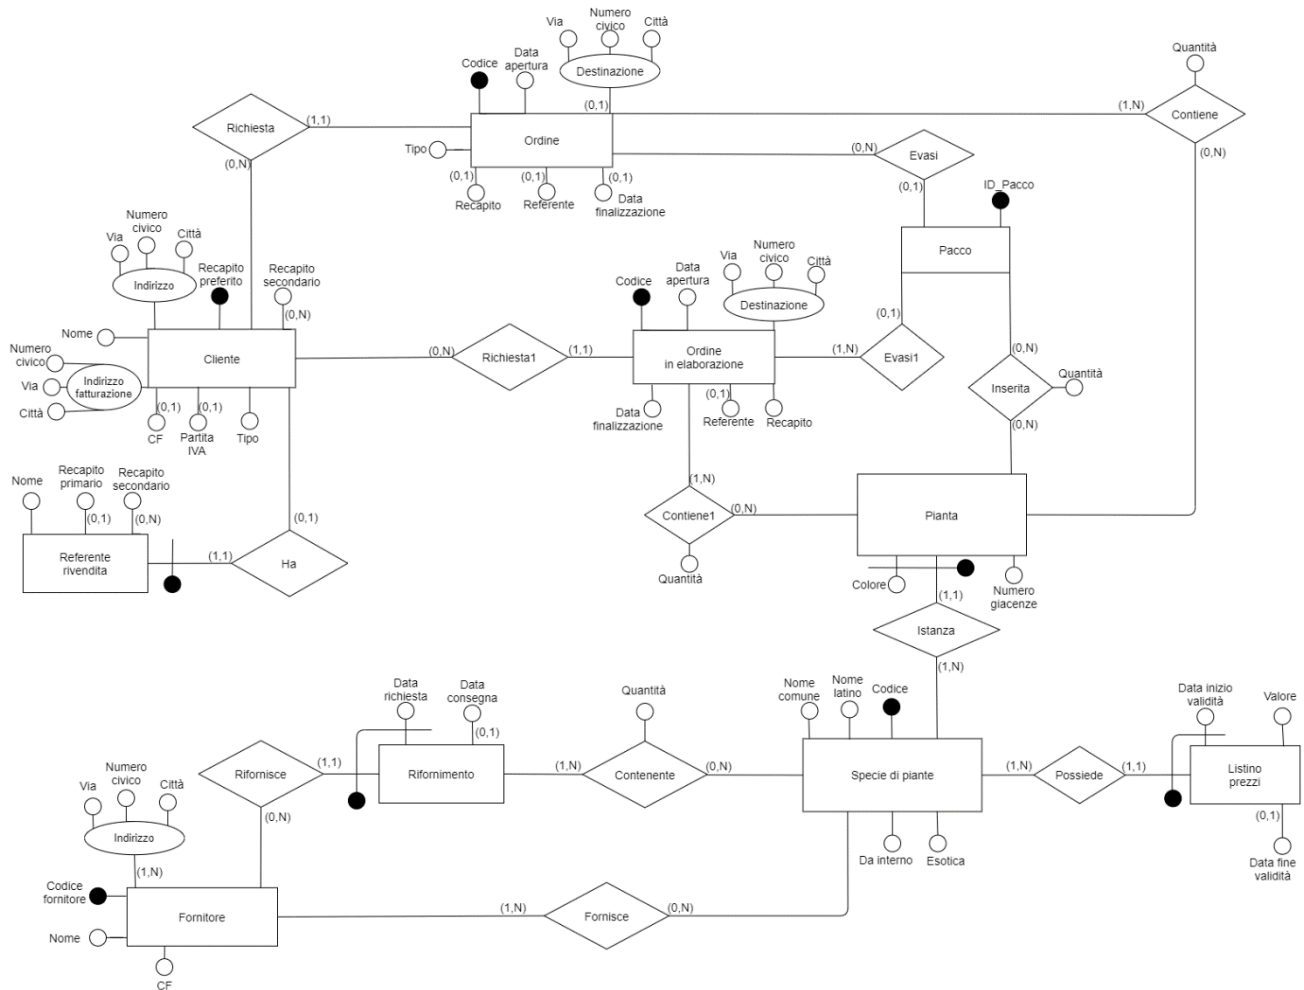 Via
Numero
civico
Città
Destinazione
Codice
Data
apertura
(0,1)
Quantità
(1,N)
Contiene
(0,N)
Richiesta
(1,1)
(0,N)
Ordine
Tipo
(0,1)
Recapito
(0,1)
Referente
(0,1)
Data
finalizzazione
(0,N)
Evasi
(0,1)
ID_Pacco
Pacco
Via
Numero
civico
Città
Indirizzo
Recapito
preferito
Recapito
secondario
(0,N)
Nome
Cliente
Numero
civico
Via
Città
Indirizzo
fatturazione
(0,1)
CF
(0,1)
Partita
IVA
Tipo
(0,N)
Richiesta1
(1,1)
Codice
Data
apertura
Via
Numero
civico
Città
Destinazione
Ordine
in elaborazione
Data
finalizzazione
(0,1)
Referente
Recapito
(1,N)
Evasi1
(0,1)
(0,N)
Inserita
Quantità
(0,N)
Nome
Recapito
primario
(0,1)
Recapito
secondario
(0,N)
Referente
rivendita
(1,1)
Ha
(0,1)
(1,N)
Contiene1
(0,N)
Quantità
Pianta
Colore
Numero
giacenze
(1,1)
Istanza
(1,N)
Data
richiesta
Data
consegna
(0,1)
Rifornimento
Rifornisce
(1,1)
(0,N)
Quantità
(1,N)
Contenente
(0,N)
Nome
comune
Nome
latino
Codice
Specie di piante
Da interno
Esotica
(1,N)
Possiede
(1,1)
Data inizio
validità
Valore
Listino
prezzi
(0,1)
Data fine
validità
Via
Numero
civico
Città
Indirizzo
(1,N)
Codice
fornitore
Nome
Fornitore
CF
(1,N)
Fornisce
(0,N)